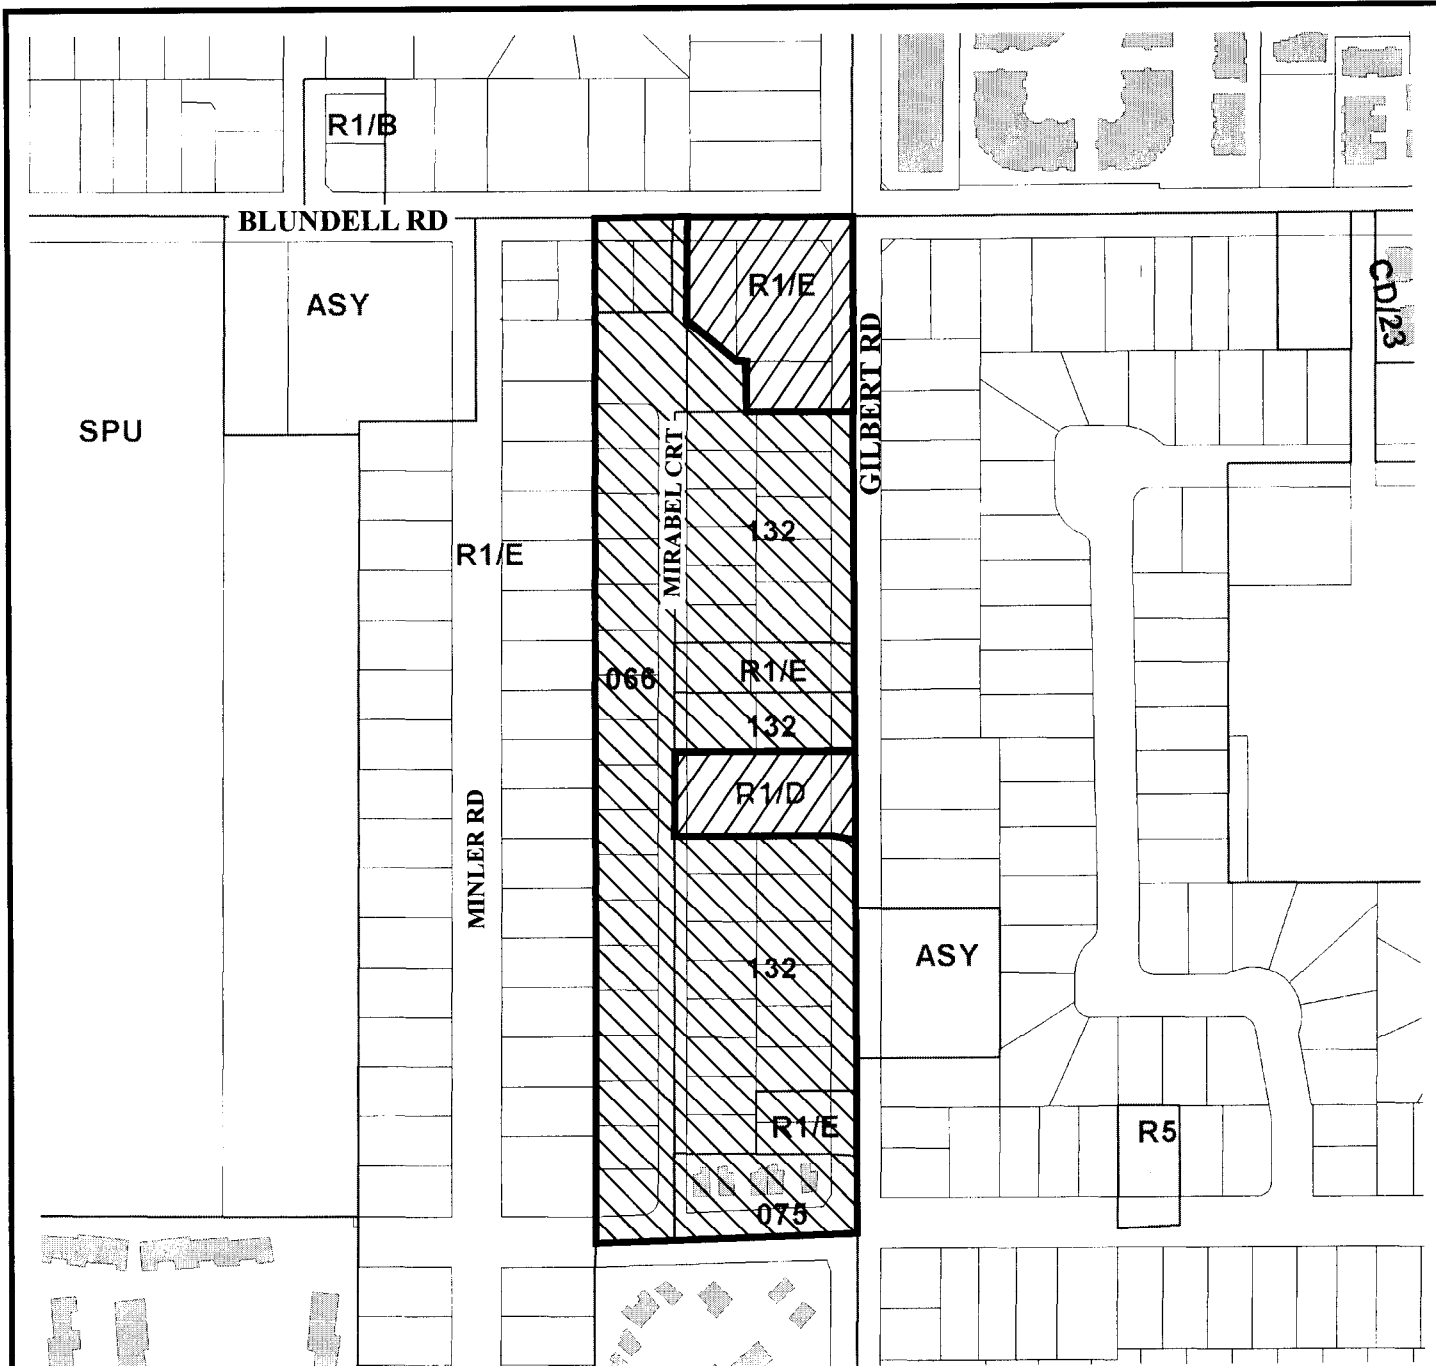 R1/B
BLUNDELL RD
ASY
R1/E
CD/23
GILBERT RD
SPU
MIRABEL CRT
132
R1/E
066
R1/E
132
R1/D
MINLER RD
ASY
132
R1/E
R5
075